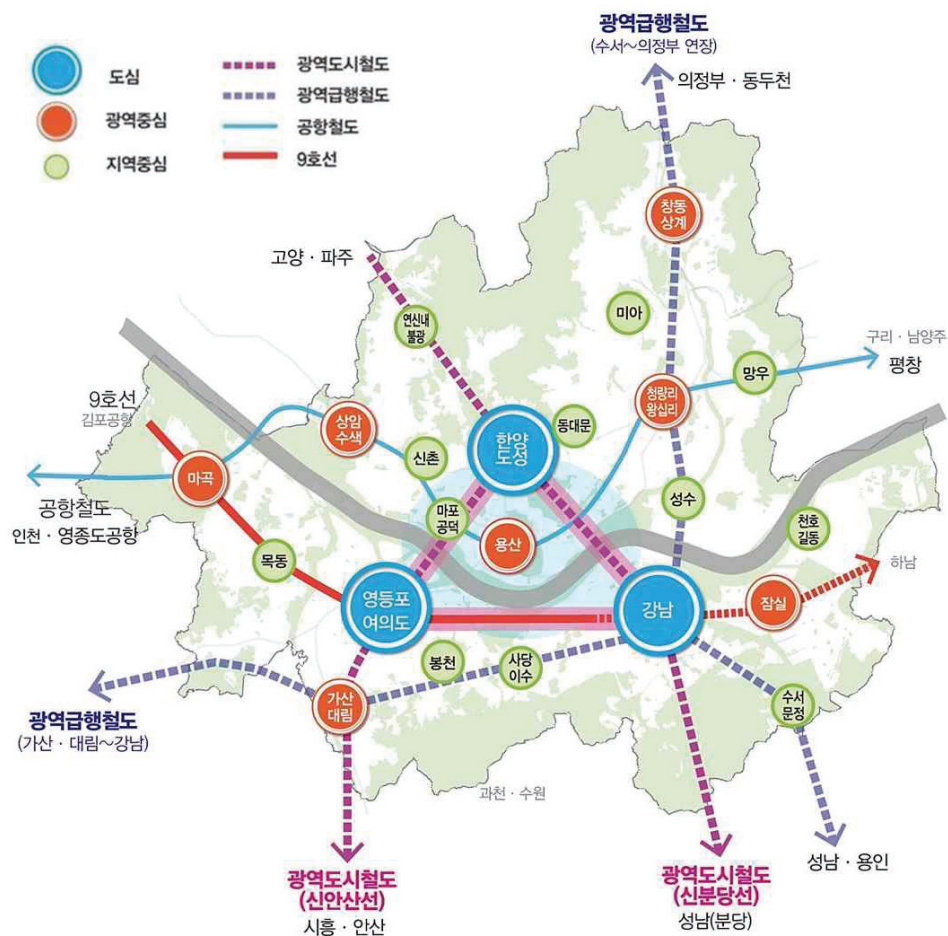 도심
광역중심
지역중심
광역도시철도
광역급행철도
공항철도
9호선
광역급행철도
(수서~의정부 연장)
의정부 · 동두천
창동
상계
고양 · 파주
연신내
불광
미아
구리 · 남양주
평창
망우
청량리
왕십리
9호선
김포공항
상암
수색
한양
도성
동대문
신촌
마곡
성수
공항철도
인천 · 영종도공항
마포
공덕
용산
천호
길동
목동
하남
영등포
여의도
강남
잠실
봉천
사당
이수
가산
대림
수서
문정
광역급행철도
(가산 · 대림~강남)
과천 · 수원
성남 · 용인
광역도시철도
(신안산선)
시흥 · 안산
광역도시철도
(신분당선)
성남(분당)